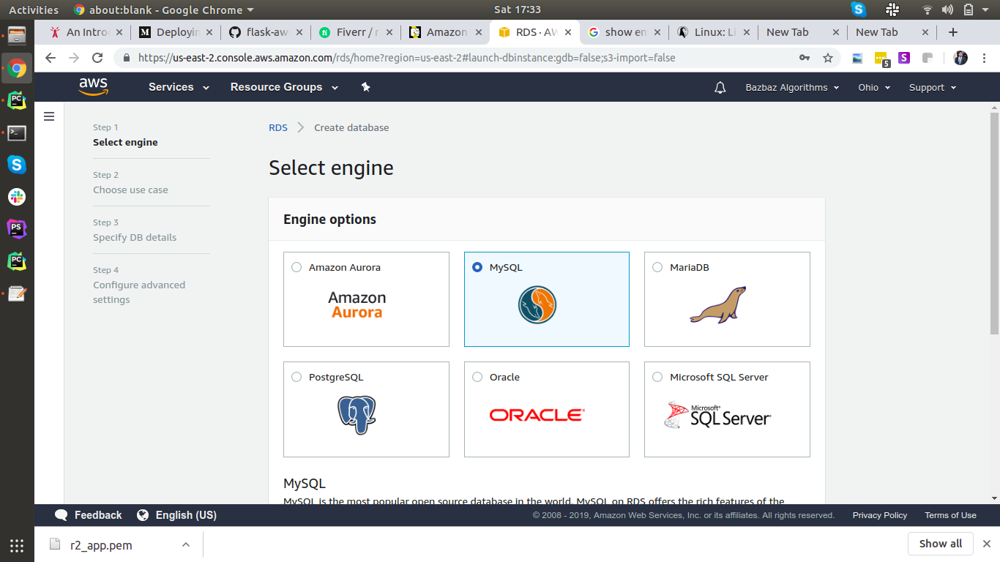 Activities about:blank - Google Chrome Sat 17:33
An Intro Deployin flask-aw Fiverr / r Amazon RDS · AW show en Linux: Li New Tab New Tab
https://us-east-2.console.aws.amazon.com/rds/home?region=us-east-2#launch-dbinstance:gdb=false;s3-import=false 5 S
aws Services Resource Groups Bazbaz Algorithms Ohio Support
Step 1
Select engine
Step 2
Choose use case
Step 3
Specify DB details
Step 4
Configure advanced
settings
RDS Create database
Select engine
Engine options
Amazon Aurora
Amazon
Aurora
MySQL
MariaDB
PostgreSQL
Oracle
ORACLE
Microsoft SQL Server
Microsoft
SQL Server
MySQL
MySQL is the most popular open source database in the world. MySQL on RDS offers the rich features of the
Feedback English (US) © 2008 - 2019, Amazon Web Services, Inc. or its affiliates. All rights reserved. Privacy Policy Terms of Use
r2_app.pem Show all
PC
S
PS
PC